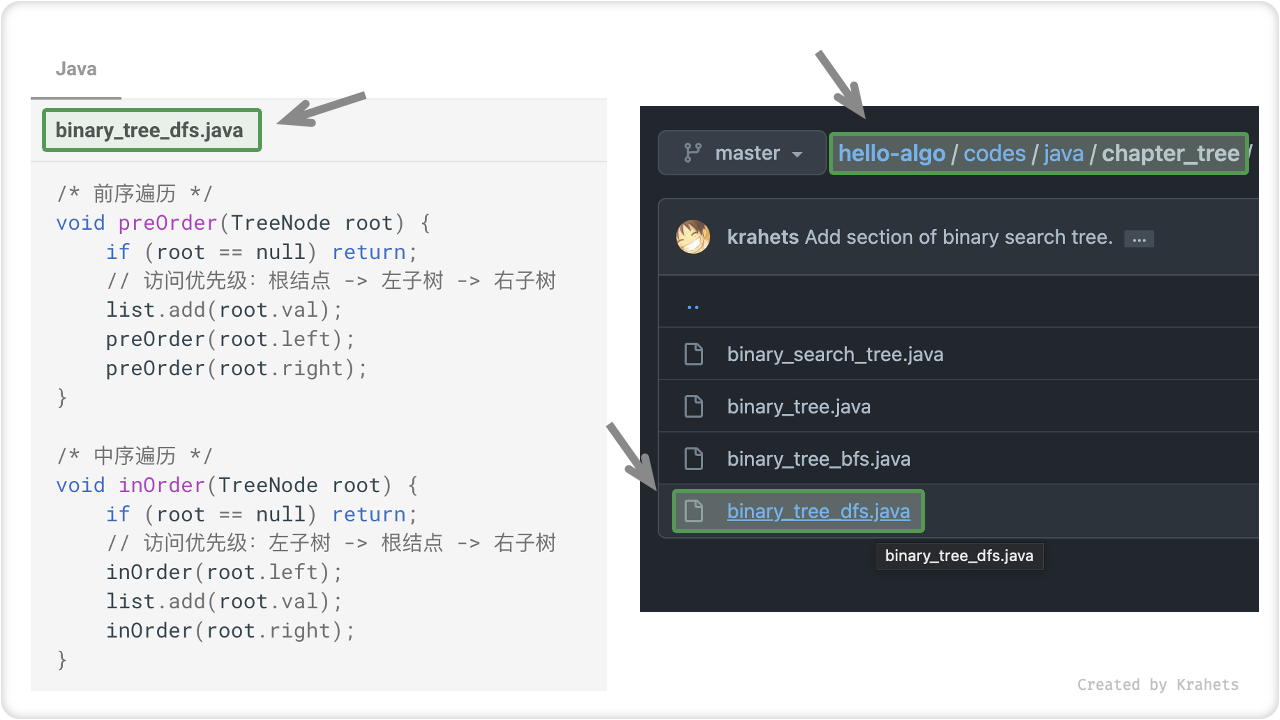 Java
binary_tree_dfs.java
/* 前序遍历 */
void preOrder(TreeNode root) {
    if (root == null) return;
    // 访问优先级：根结点 -> 左子树 -> 右子树
    list.add(root.val);
    preOrder(root.left);
    preOrder(root.right);
}
/* 中序遍历 */
void inOrder(TreeNode root) {
    if (root == null) return;
    // 访问优先级：左子树 -> 根结点 -> 右子树
    inOrder(root.left);
    list.add(root.val);
    inOrder(root.right);
}
master hello-algo / codes / java / chapter_tree /
krahets Add section of binary search tree. ...
..
binary_search_tree.java
binary_tree.java
binary_tree_bfs.java
binary_tree_dfs.java
binary_tree_dfs.java
Created by Krahets